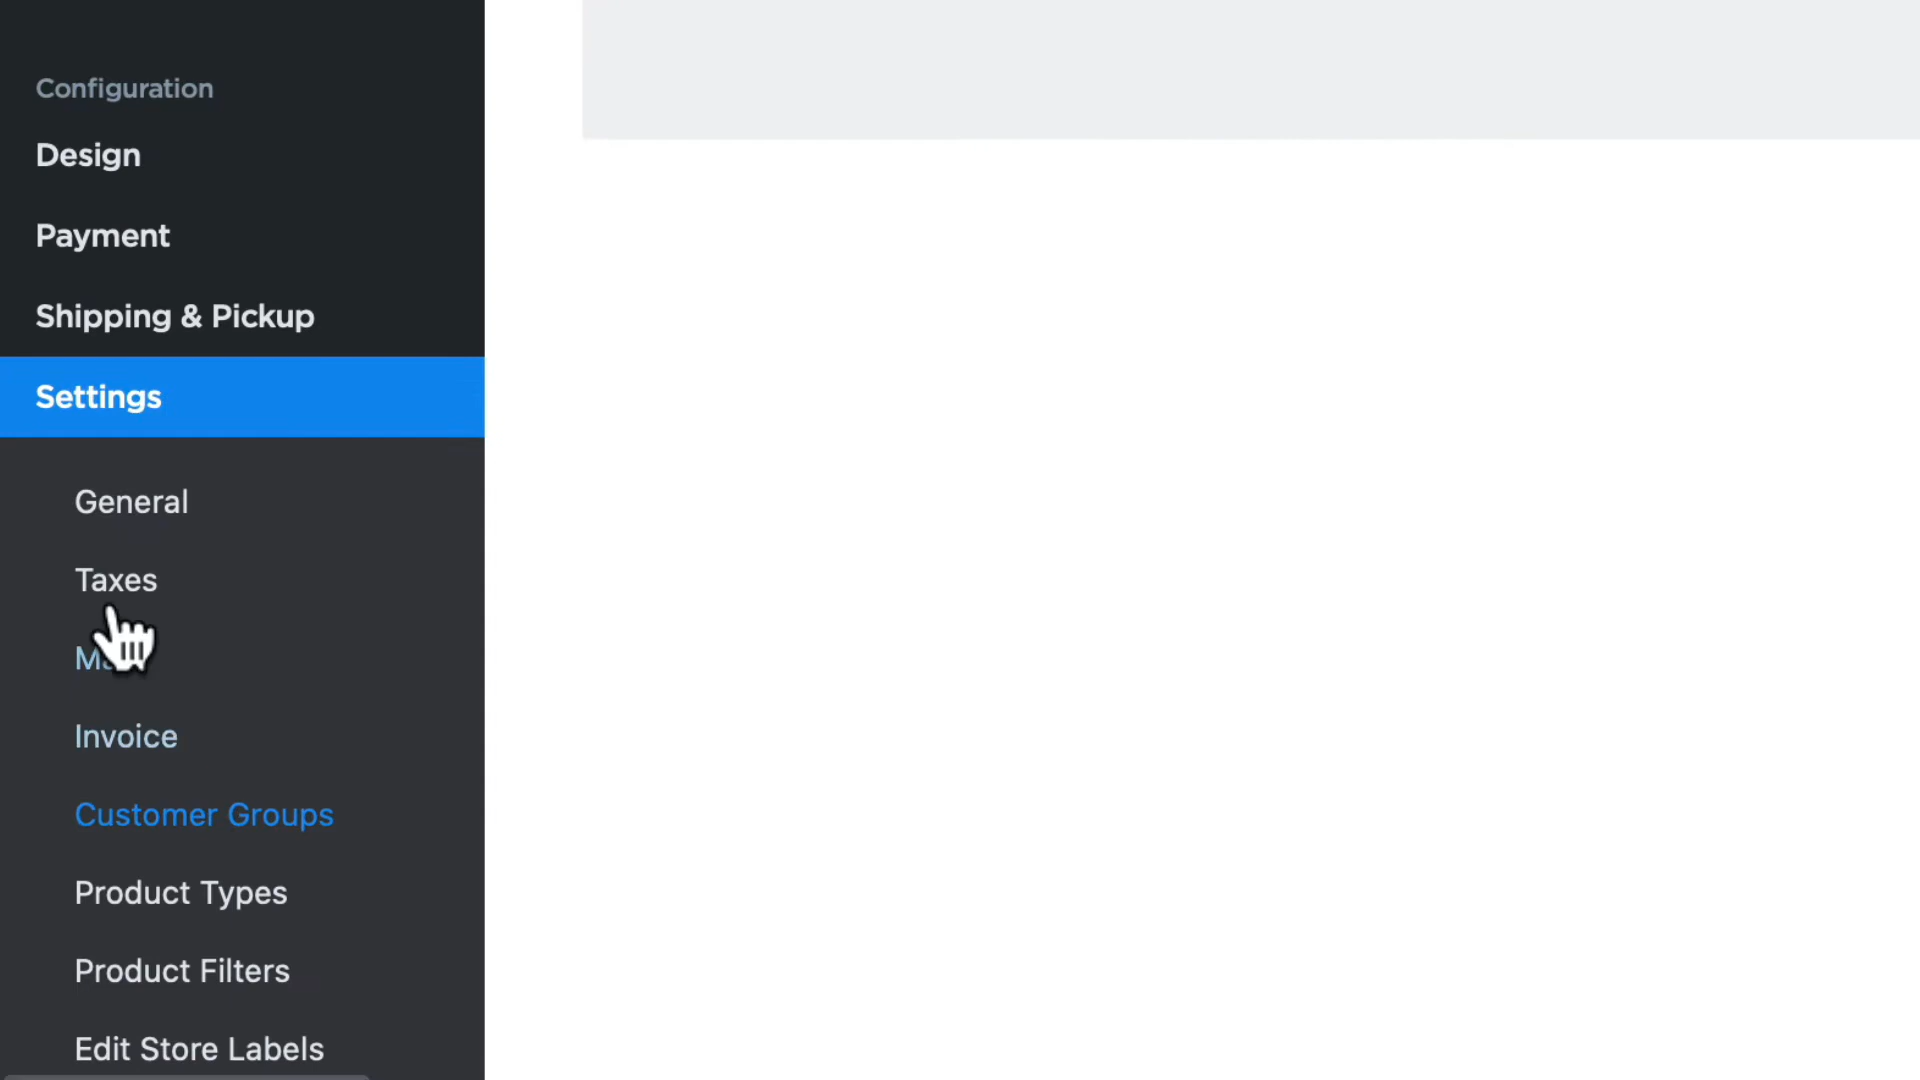 Configuration
Design
Payment
Shipping & Pickup
Settings
General
Taxes
Invoice
Customer Groups
Product Types
Product Filters
Edit Store Labels